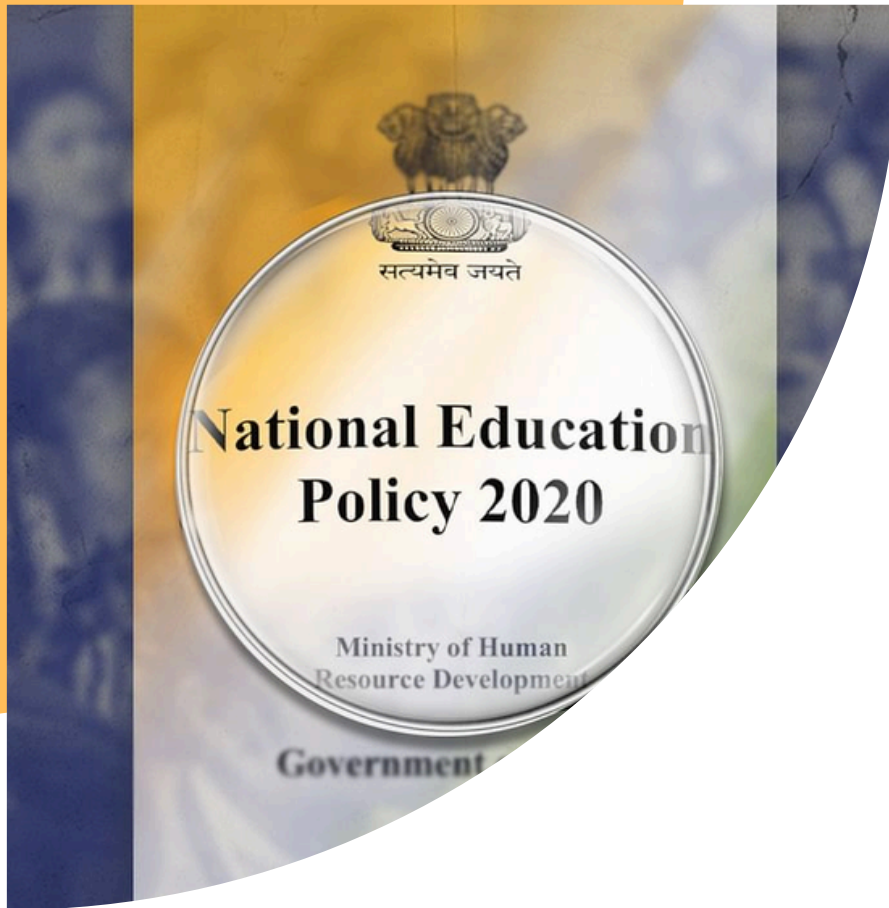 सत्यमेव जयते
National Education
Policy 2020
Ministry of Human
Resource Development
Government